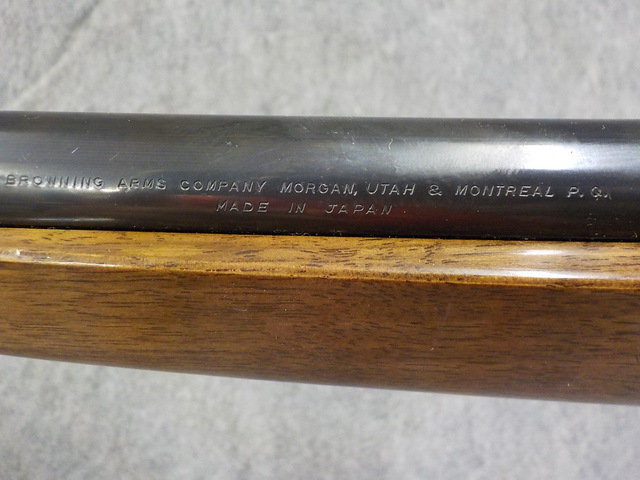 BROWNING ARMS COMPANY MORGAN, UTAH & MONTREAL P. Q.
MADE IN JAPAN